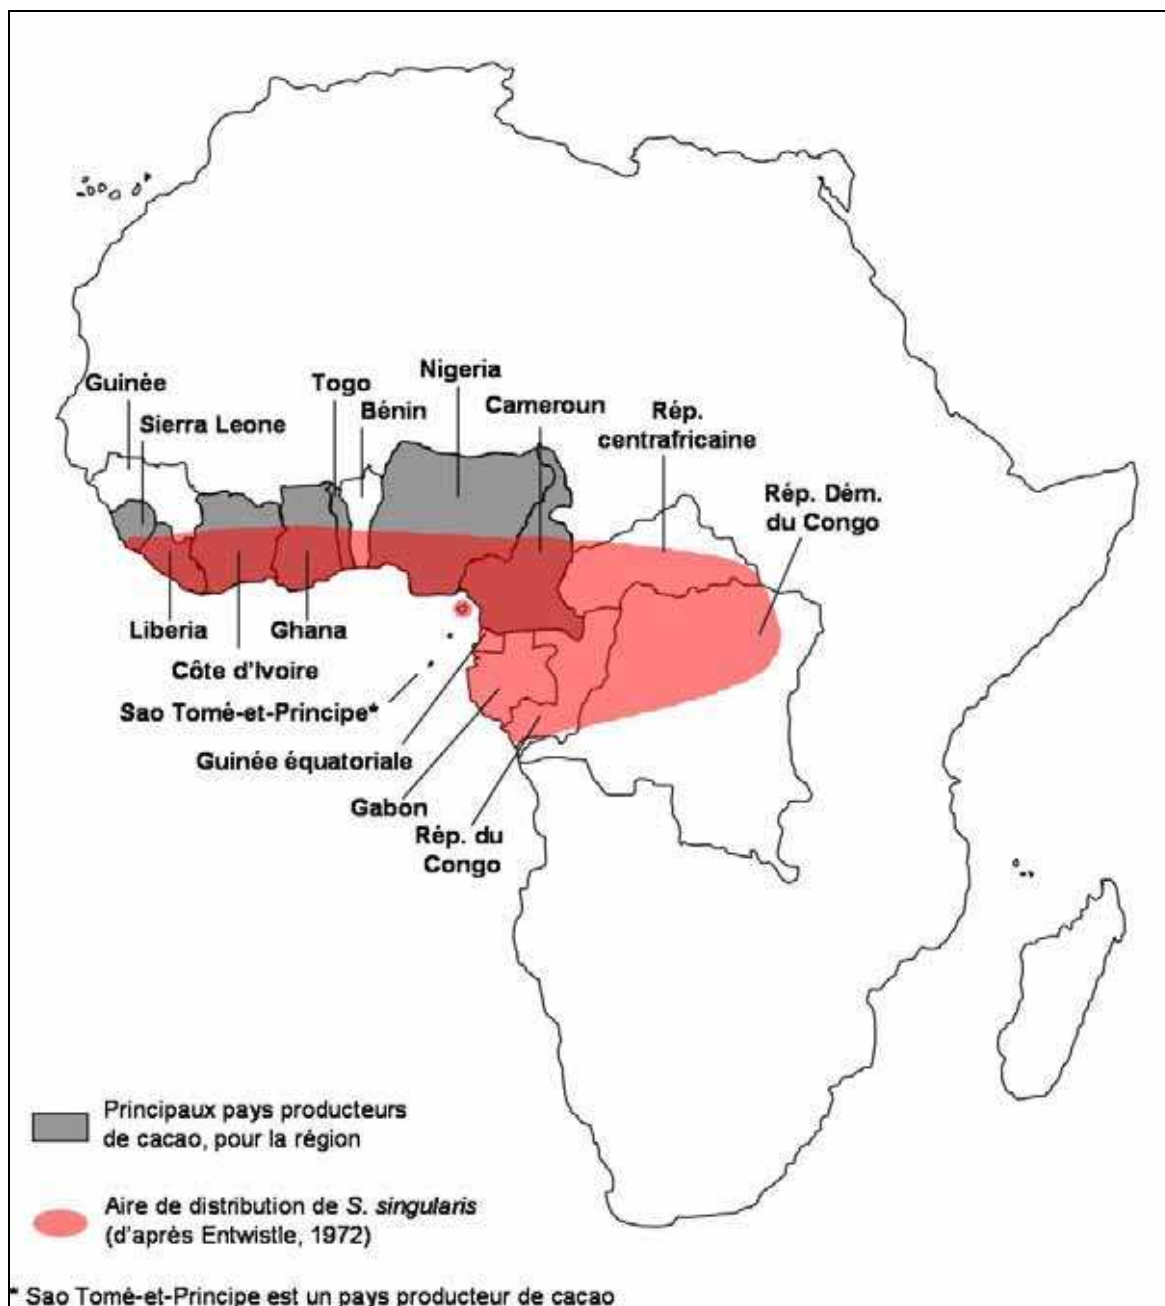 Guinée
Sierra Leone
Togo
Bénin
Nigeria
Cameroun
Rép.
centrafricaine
Rép. Dém.
du Congo
Liberia
Ghana
Côte d'Ivoire
Sao Tomé-et-Principe*
Guinée équatoriale
Gabon
Rép. du
Congo
Principaux pays producteurs
de cacao, pour la région
Aire de distribution de S. singularis
(d'après Entwistle, 1972)
* Sao Tomé-et-Principe est un pays producteur de cacao